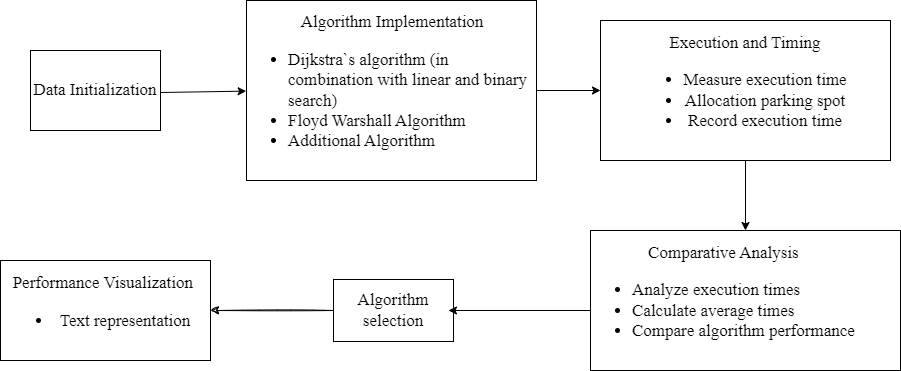 Data Initialization
Algorithm Implementation
• Dijkstra`s algorithm (in
combination with linear and binary
search)
• Floyd Warshall Algorithm
• Additional Algorithm
Execution and Timing
• Measure execution time
• Allocation parking spot
• Record execution time
Comparative Analysis
• Analyze execution times
• Calculate average times
• Compare algorithm performance
Algorithm
selection
Performance Visualization
• Text representation